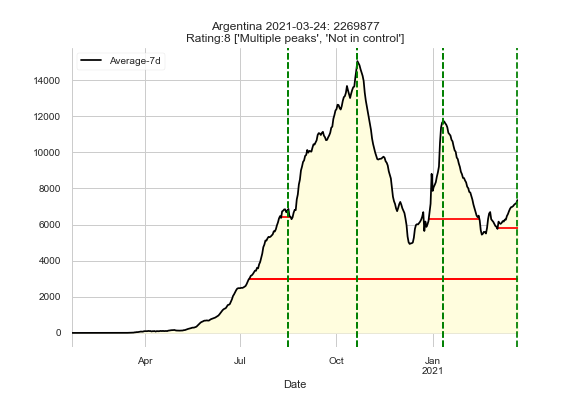 Argentina 2021-03-24: 2269877
Rating:8 ['Multiple peaks', 'Not in control']
Average-7d
14000
12000
10000
8000
6000
4000
2000
0
Apr
Jul
Oct
Jan
2021
Date